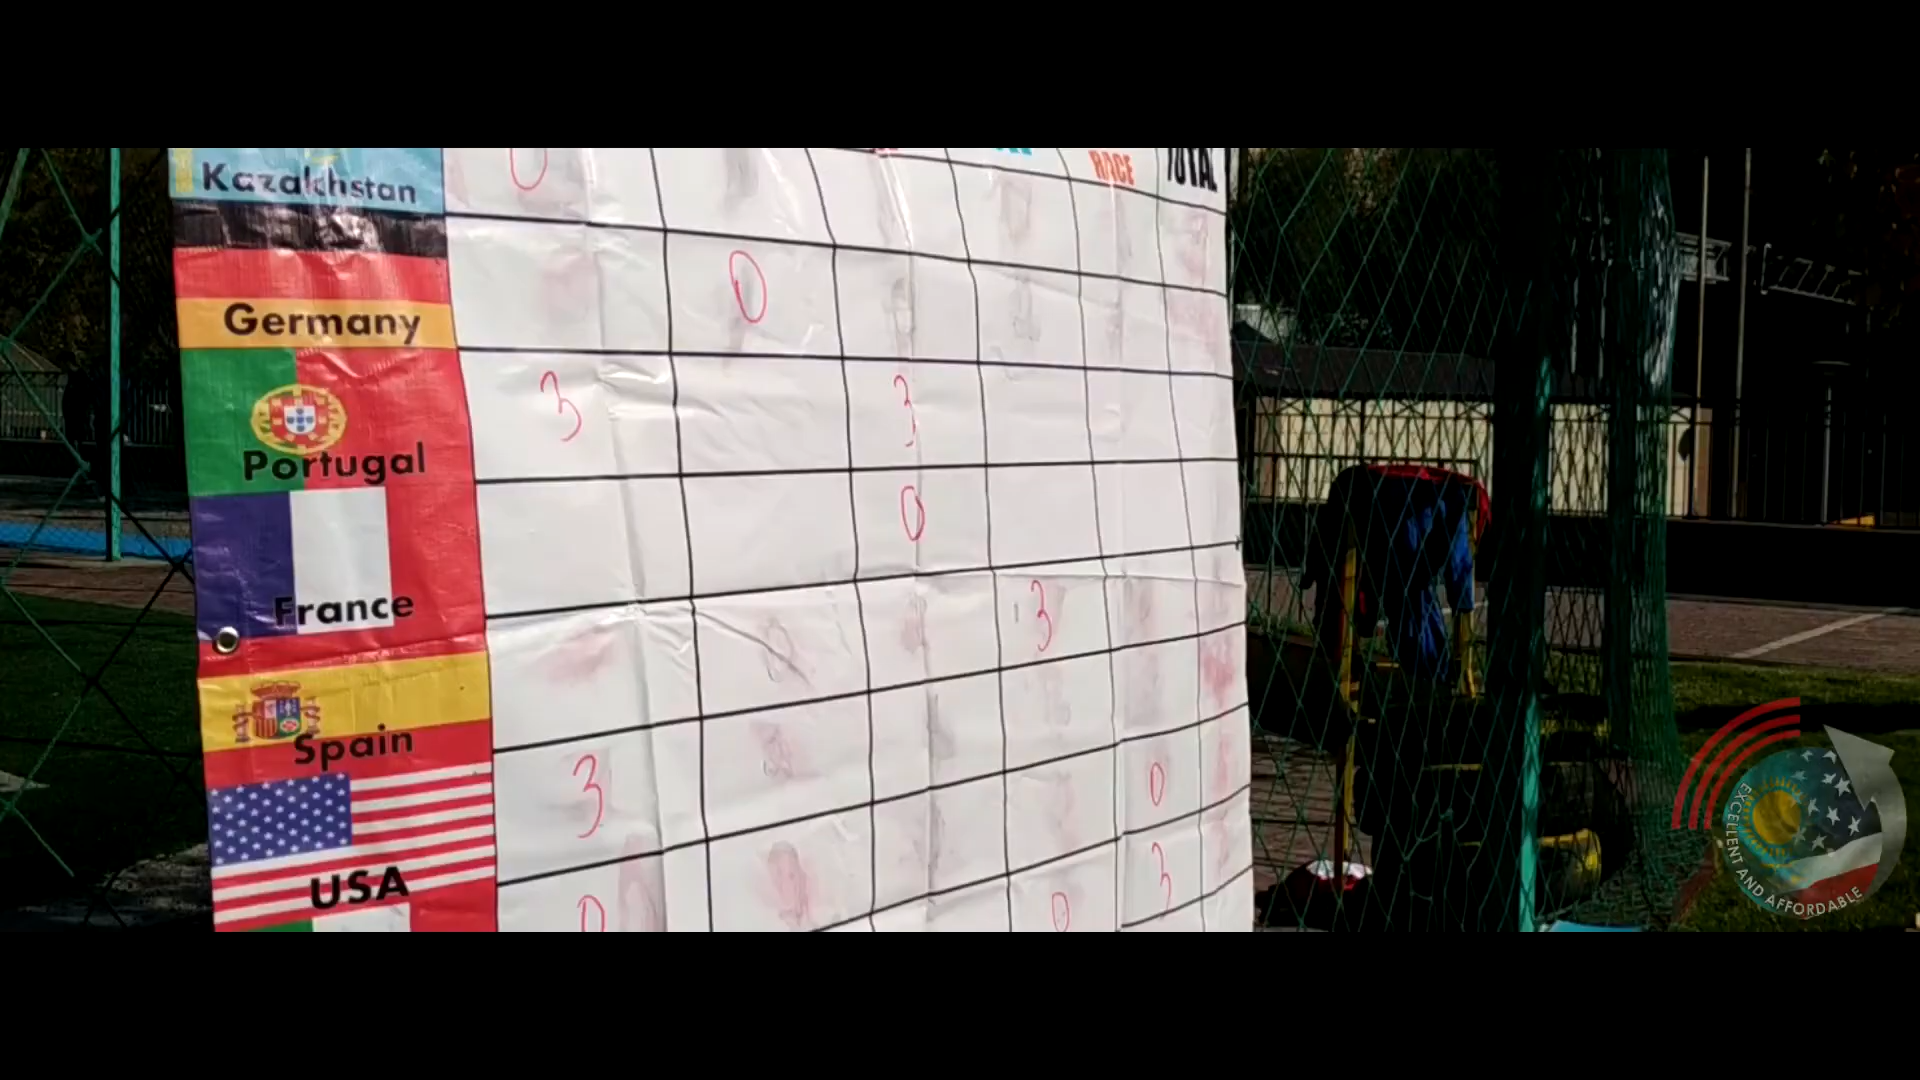 Kazakhstan 0 RACE TOTAL
Germany 0
Portugal 3 3
France 0
Spain 3
USA 3 0
0 0 3
EXCELLENT AND AFFORDABLE